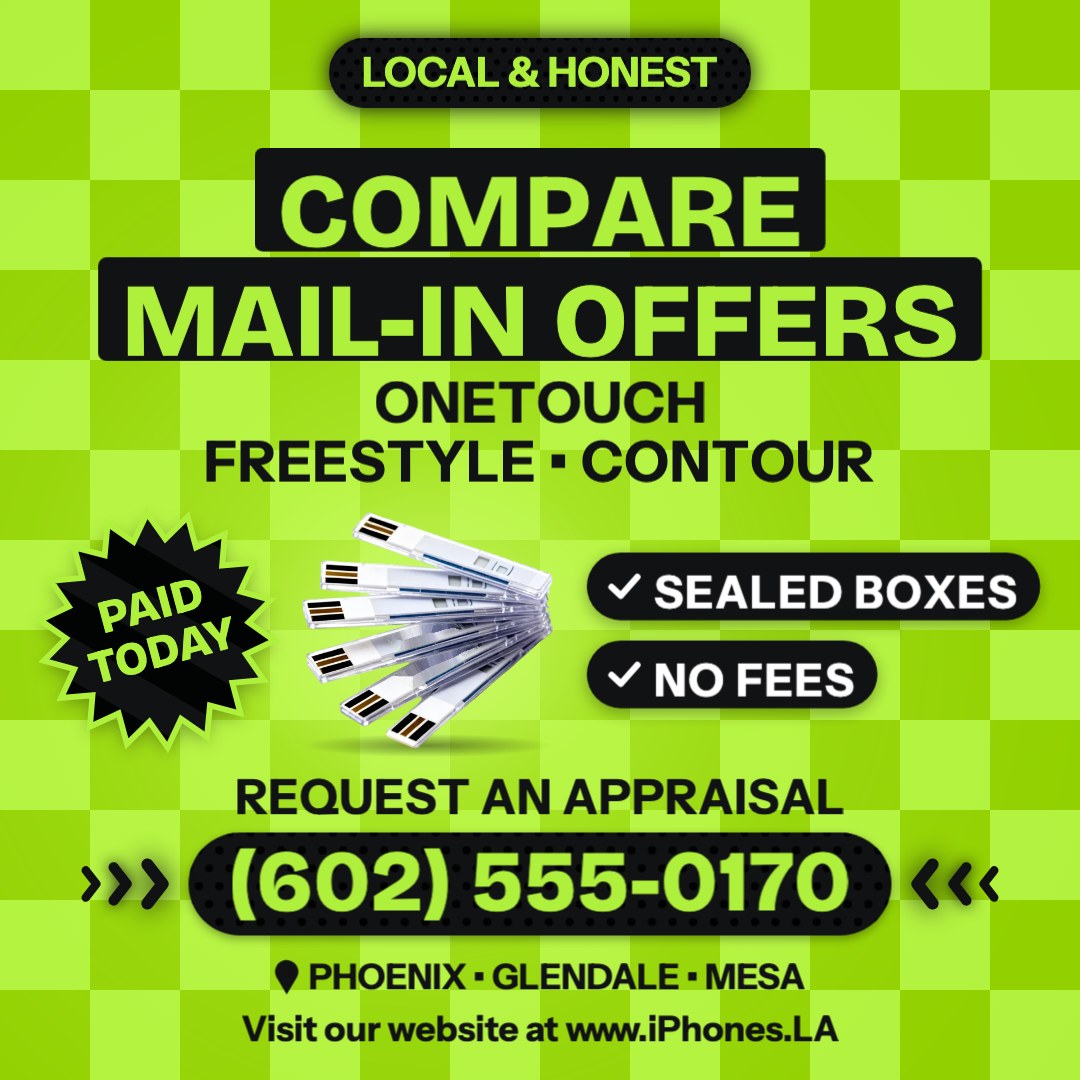 LOCAL & HONEST
COMPARE
MAIL-IN OFFERS
ONETOUCH
FREESTYLE ▪ CONTOUR
PAID
TODAY
✓ SEALED BOXES
✓ NO FEES
REQUEST AN APPRAISAL
(602) 555-0170
PHOENIX ▪ GLENDALE ▪ MESA
Visit our website at www.iPhones.LA